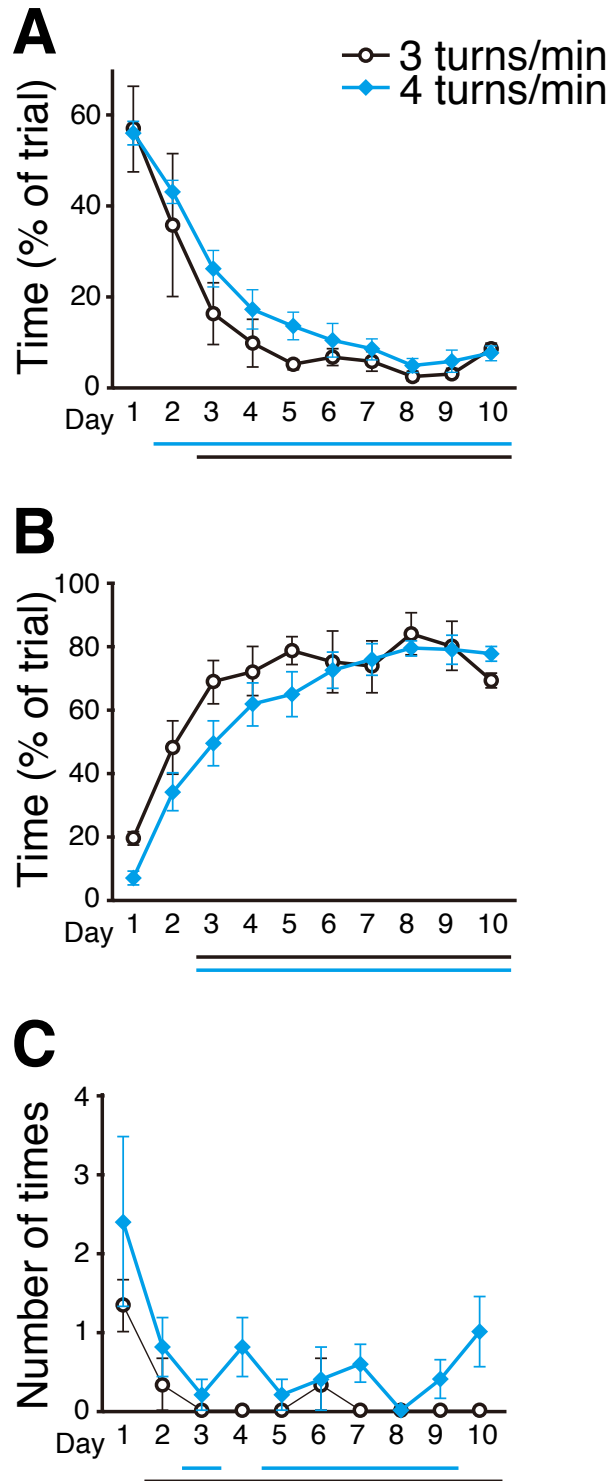 A
3 turns/min
4 turns/min
Time (% of trial)
60
40
20
0
Day 1 2 3 4 5 6 7 8 9 10
B
Time (% of trial)
100
80
60
40
20
0
Day 1 2 3 4 5 6 7 8 9 10
C
Number of times
4
3
2
1
0
Day 1 2 3 4 5 6 7 8 9 10